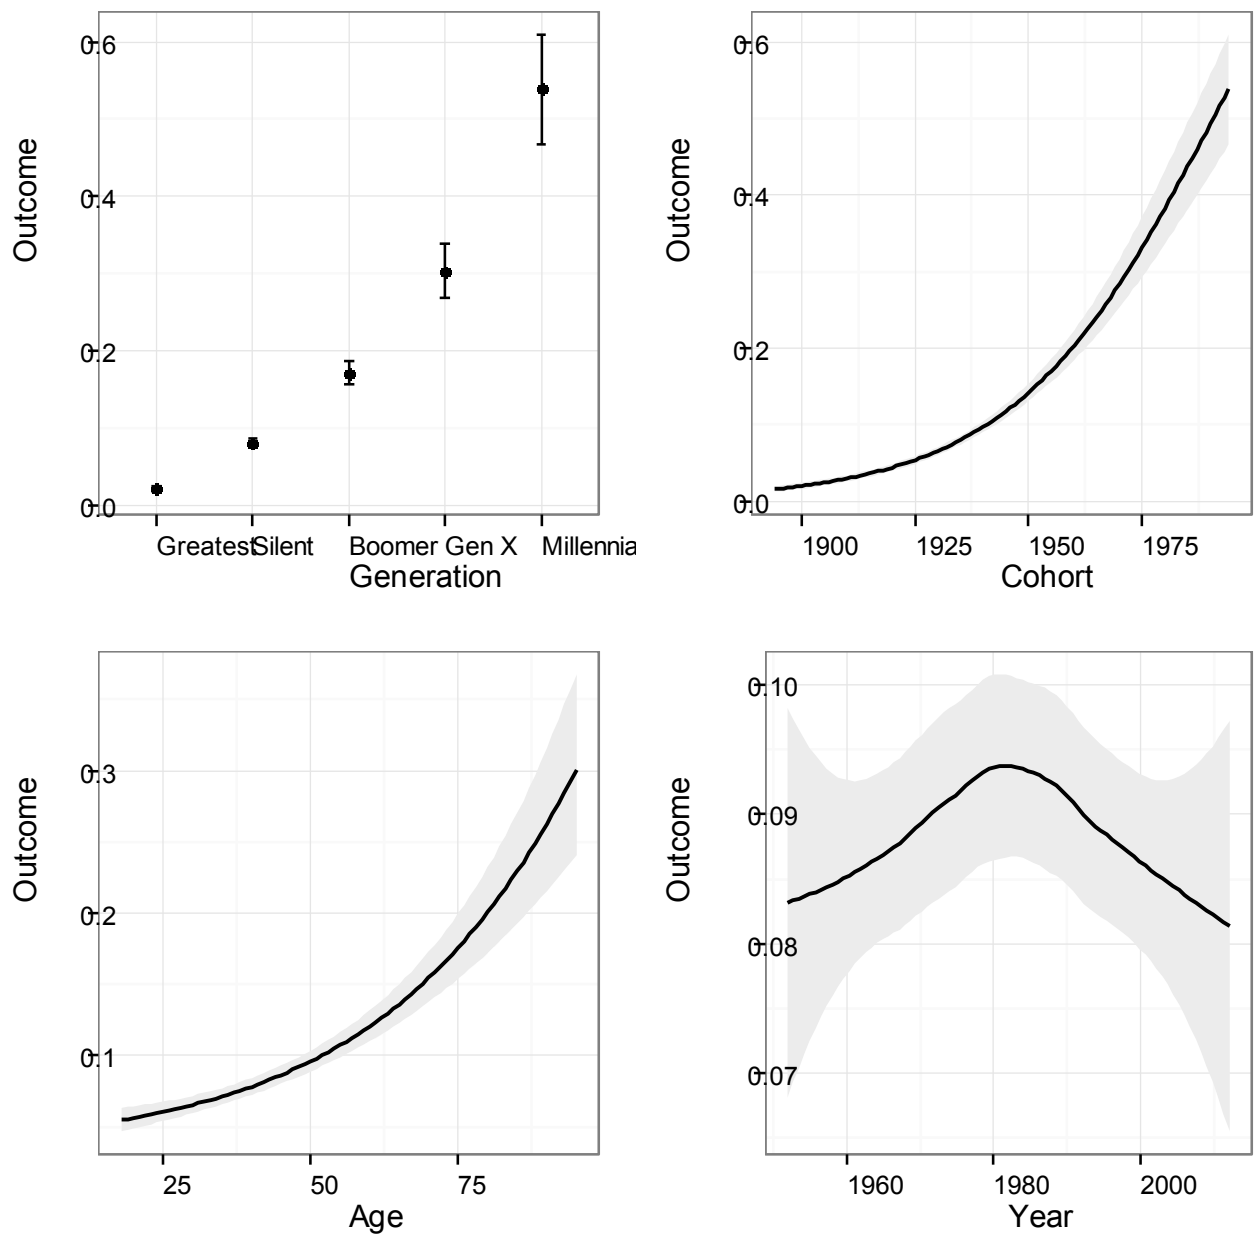 0.6
0.4
0.2
0.0
Outcome
Greatest Silent Boomer Gen X Millennia
Generation
0.6
0.4
0.2
0.0
Outcome
1900 1925 1950 1975
Cohort
0.3
0.2
0.1
Outcome
25 50 75
Age
0.10
0.09
0.08
0.07
Outcome
1960 1980 2000
Year